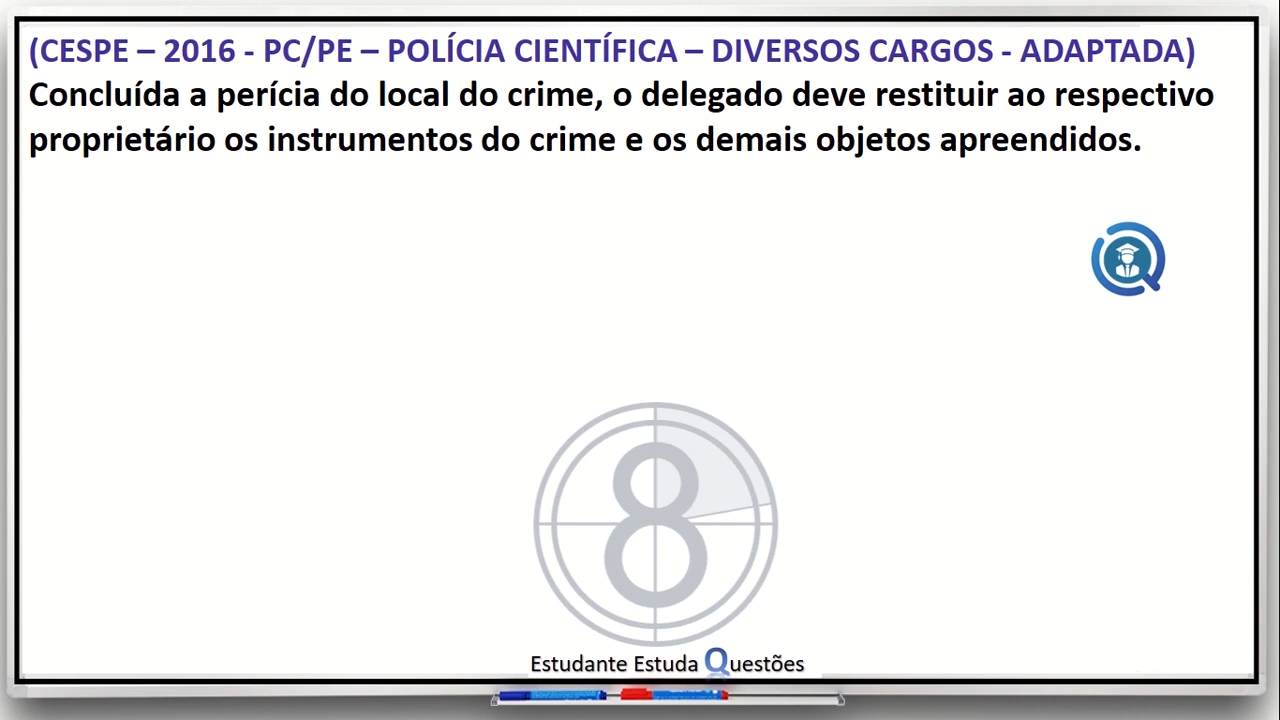 (CESPE – 2016 - PC/PE – POLÍCIA CIENTÍFICA – DIVERSOS CARGOS - ADAPTADA)
Concluída a perícia do local do crime, o delegado deve restituir ao respectivo
proprietário os instrumentos do crime e os demais objetos apreendidos.
8
Estudante Estuda Questões